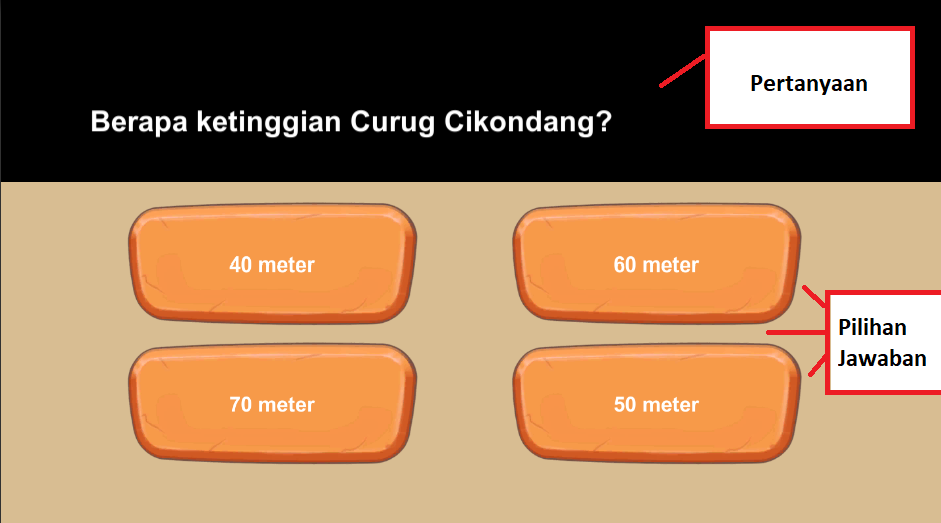 Pertanyaan
Berapa ketinggian Curug Cikondang?
40 meter
60 meter
Pilihan
Jawaban
70 meter
50 meter